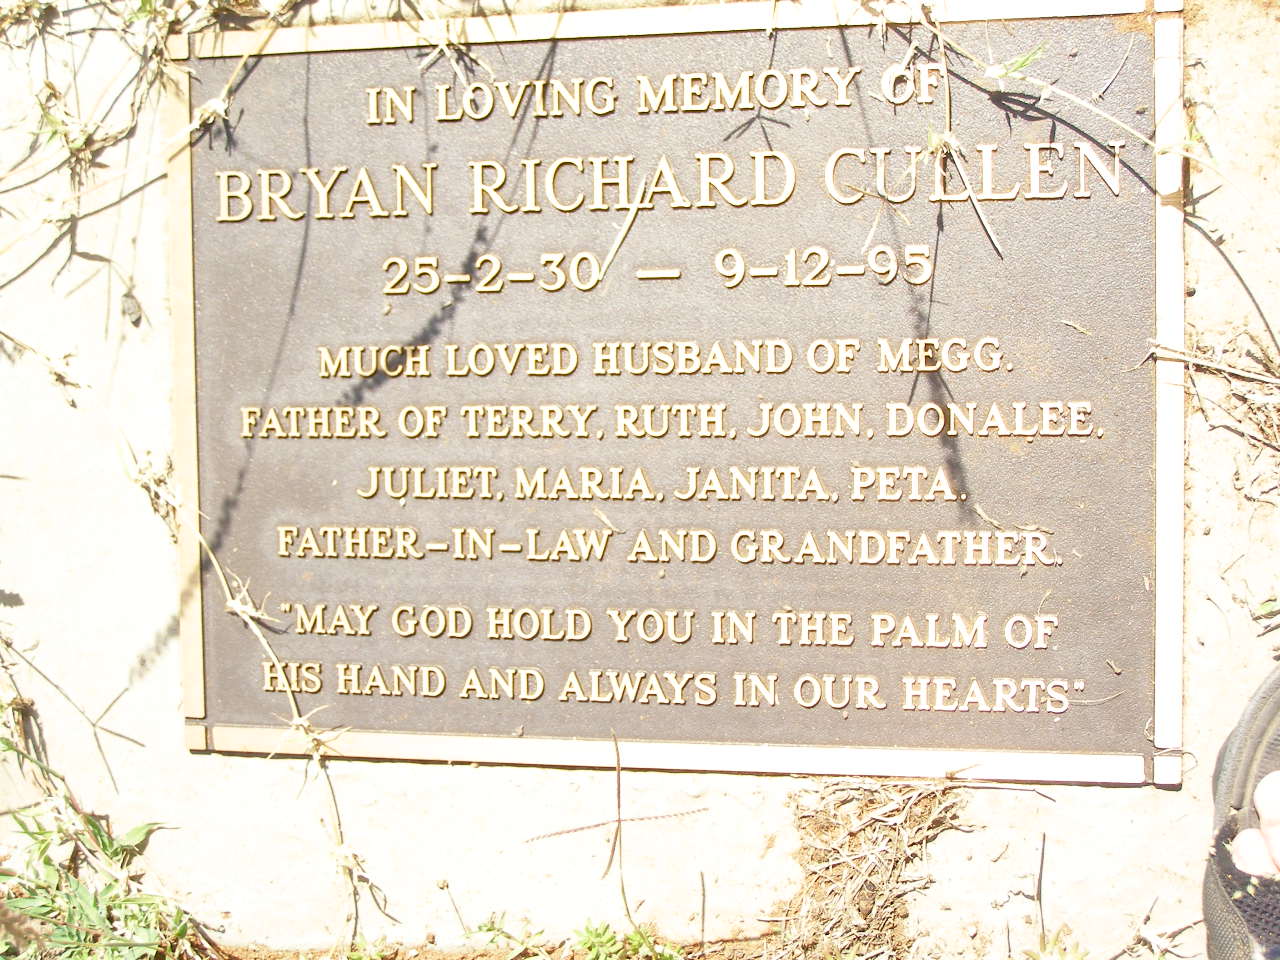 IN LOVING MEMORY OF
BRYAN RICHARD CULLEN
25-2-30 — 9-12-95
MUCH LOVED HUSBAND OF MEGG.
FATHER OF TERRY, RUTH, JOHN, DONALEE,
JULIET, MARIA, JANITA, PETA.
FATHER-IN-LAW AND GRANDFATHER.
"MAY GOD HOLD YOU IN THE PALM OF
HIS HAND AND ALWAYS IN OUR HEARTS"